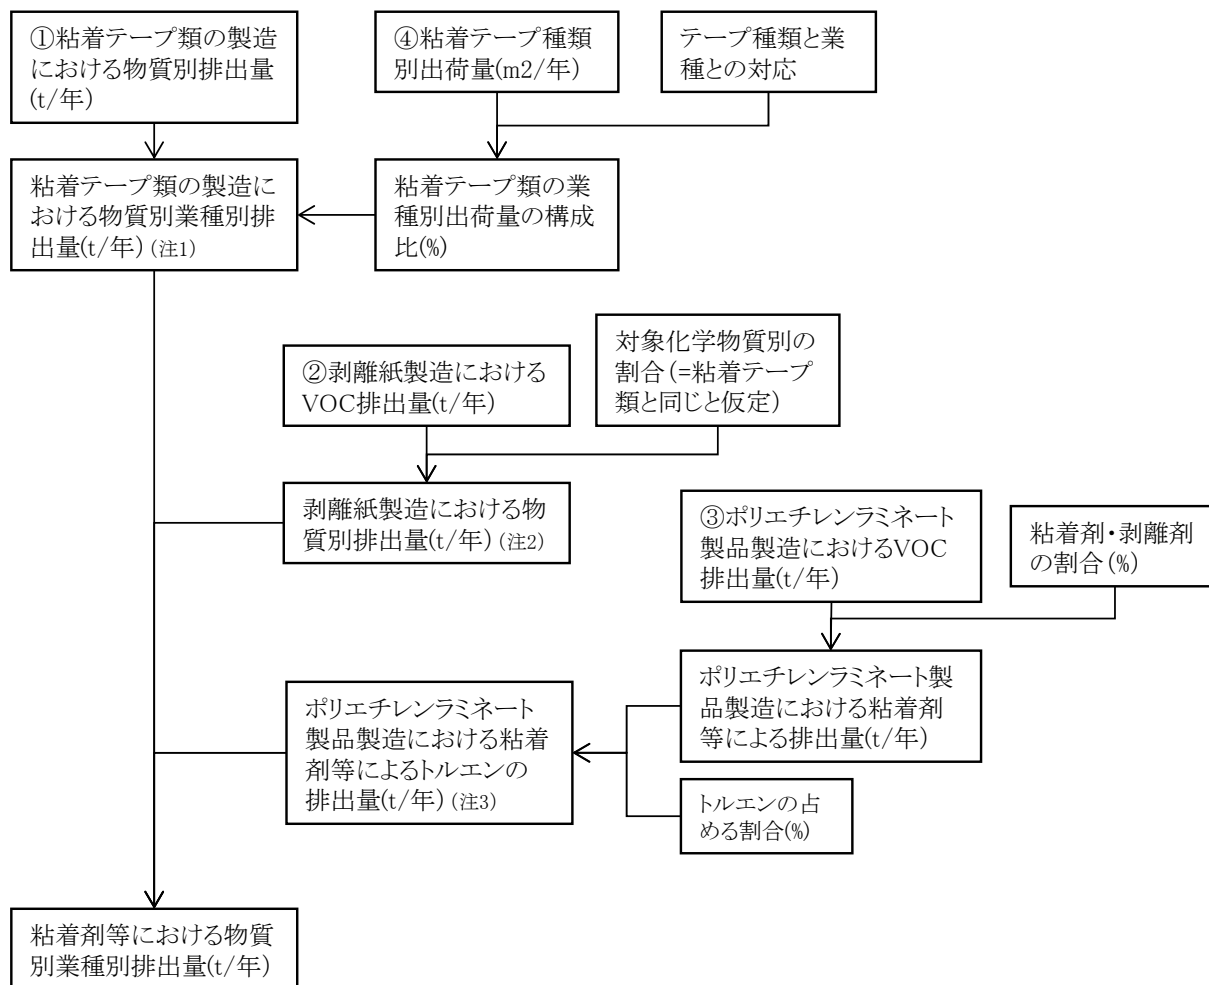 ①粘着テープ類の製造
における物質別排出量
(t/年)
④粘着テープ種類
別出荷量(m2/年)
テープ種類と業
種との対応
粘着テープ類の製造に
おける物質別業種別排
出量(t/年)(注1)
粘着テープ類の業
種別出荷量の構成
比(%)
②剥離紙製造における
VOC排出量(t/年)
対象化学物質別の
割合(=粘着テープ
類と同じと仮定)
剥離紙製造における物
質別排出量(t/年)(注2)
③ポリエチレンラミネート
製品製造におけるVOC
排出量(t/年)
粘着剤・剥離剤
の割合(%)
ポリエチレンラミネート製
品製造における粘着剤
等による排出量(t/年)
ポリエチレンラミネート
製品製造における粘着
剤等によるトルエンの
排出量(t/年)(注3)
トルエンの占
める割合(%)
粘着剤等における物質
別業種別排出量(t/年)